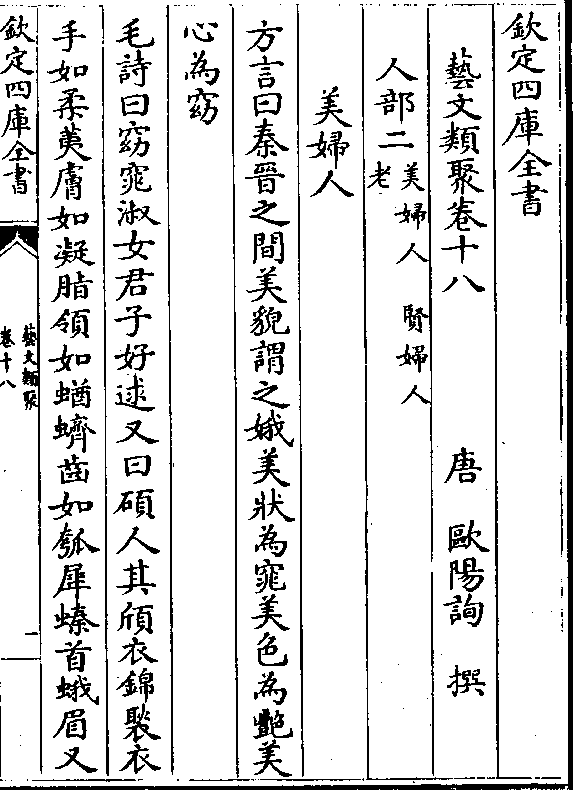 欽定四庫全書
藝文類聚卷十八
唐 歐陽詢 撰
人部二 美婦人 賢婦人
老
美婦人
方言曰秦晉之間美貌謂之娥美狀為窕美色為豔美
心為窈
毛詩曰窈窕淑女君子好逑又曰碩人其頎衣錦褧衣
手如柔荑膚如凝脂領如蝤蠐齒如瓠犀螓首蛾眉又
欽定四庫全書
藝文類聚
卷十八
一